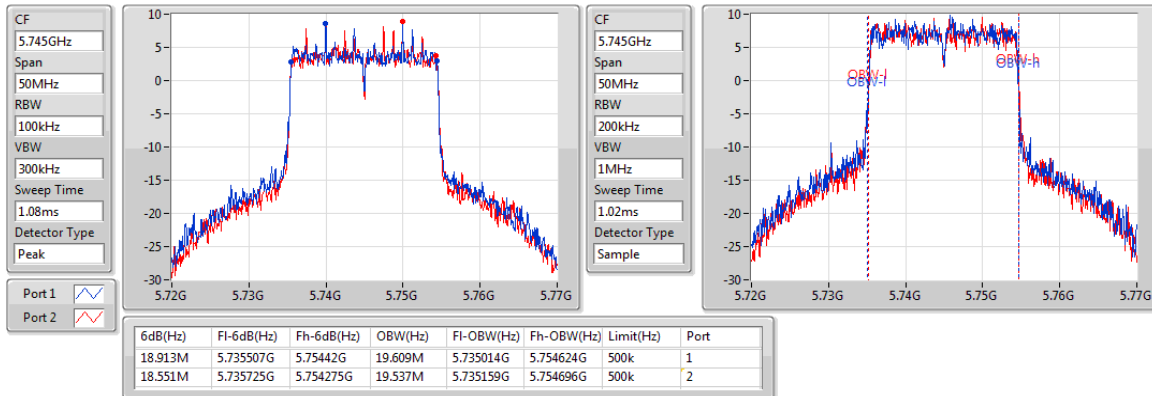 CF
5.745GHz
Span
50MHz
RBW
100kHz
VBW
300kHz
Sweep Time
1.08ms
Detector Type
Peak
Port 1
Port 2
10
5
0
-5
-10
-15
-20
-25
-30
5.72G 5.73G 5.74G 5.75G 5.76G 5.77G
CF
5.745GHz
Span
50MHz
RBW
200kHz
VBW
1MHz
Sweep Time
1.02ms
Detector Type
Sample
10
5
0
-5
-10
-15
-20
-25
-30
OBW-l OBW-h
OBW-l OBW-h
5.72G 5.73G 5.74G 5.75G 5.76G 5.77G
6dB(Hz) Fl-6dB(Hz) Fh-6dB(Hz) OBW(Hz) Fl-OBW(Hz) Fh-OBW(Hz) Limit(Hz) Port
18.913M 5.735507G 5.75442G 19.609M 5.735014G 5.754624G 500k 1
18.551M 5.735725G 5.754275G 19.537M 5.735159G 5.754696G 500k 2